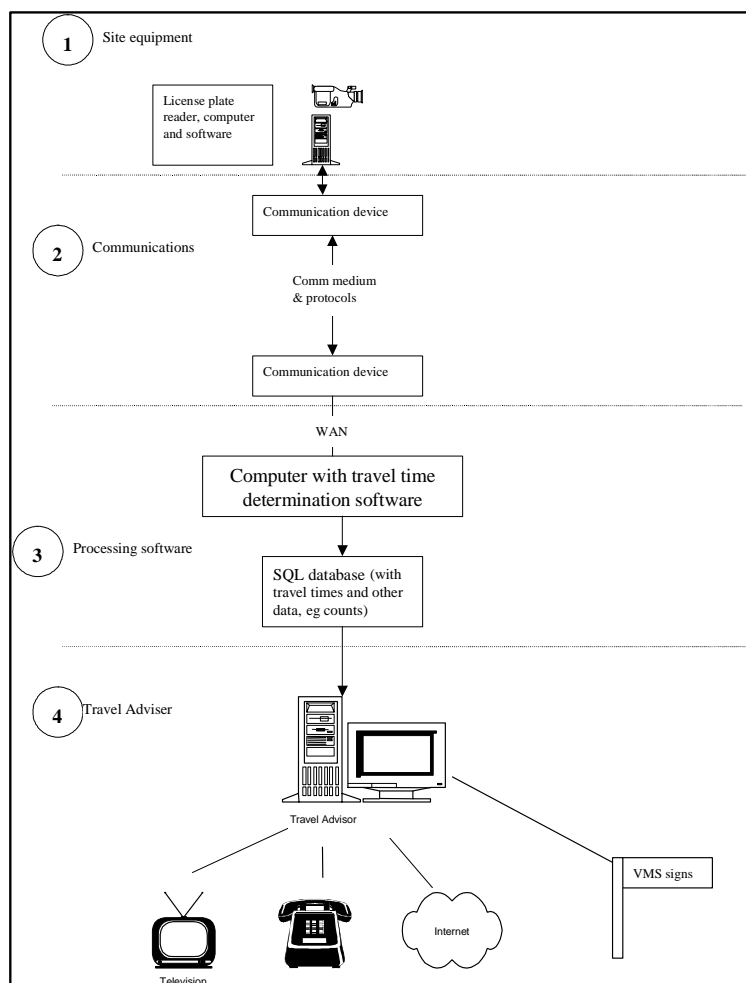 1
Site equipment
License plate
reader, computer
and software
Communication device
2
Communications
Comm medium
& protocols
Communication device
WAN
Computer with travel time
determination software
3
Processing software
SQL database (with
travel times and other
data, eg counts)
4
Travel Adviser
Travel Advisor
VMS signs
Internet
Television